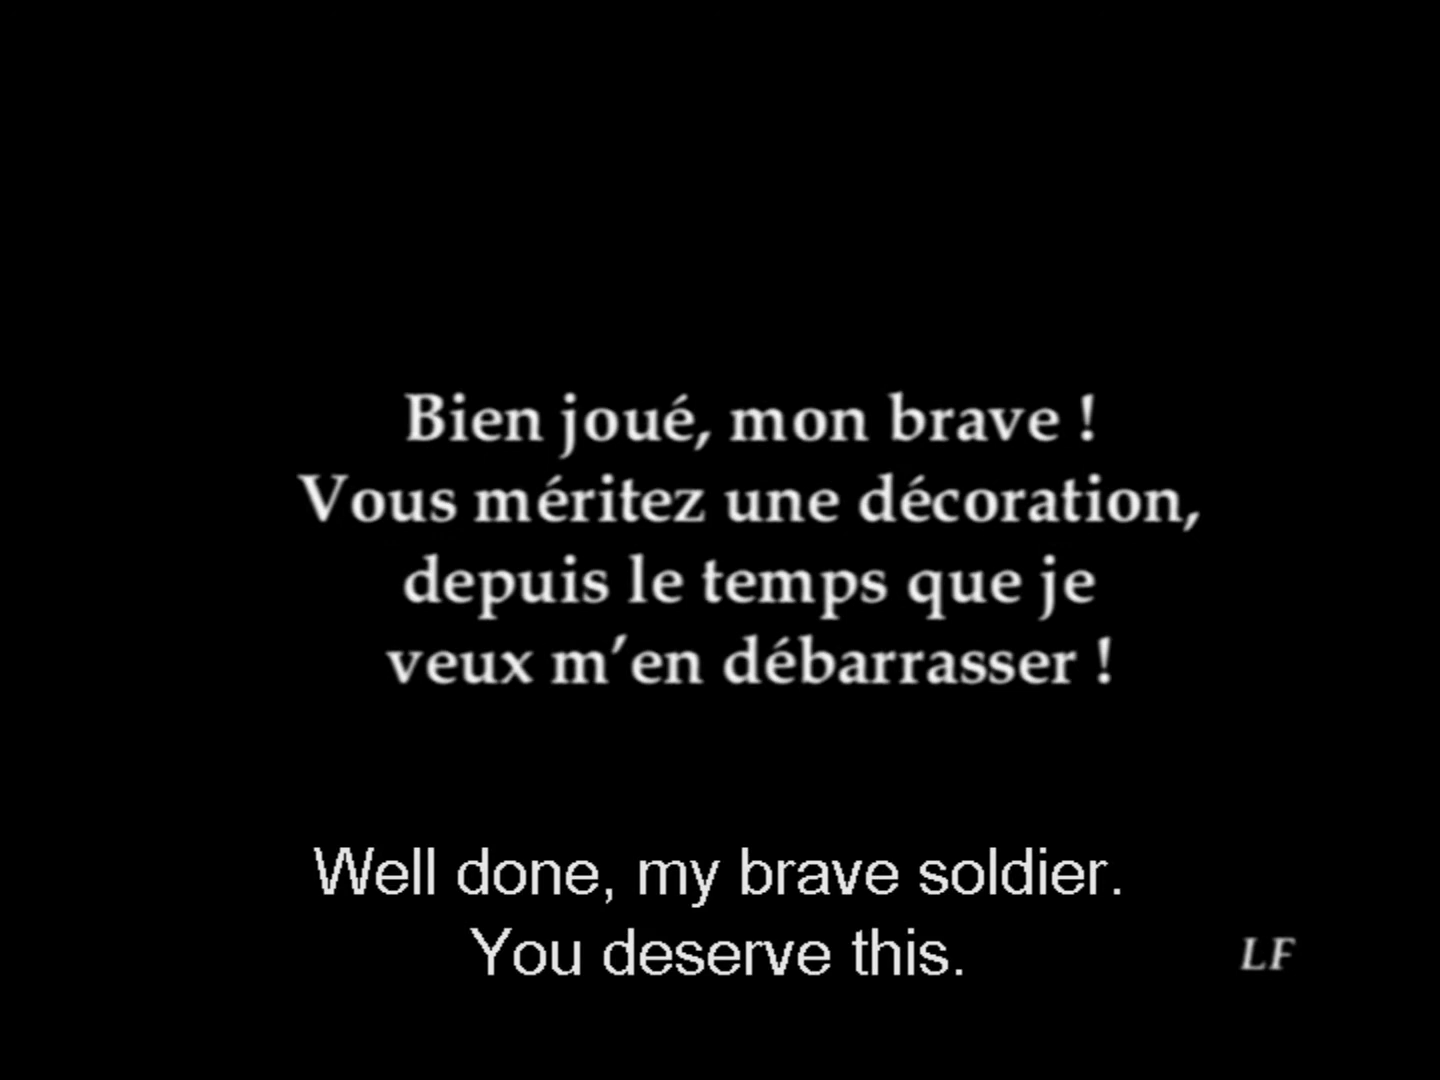 Bien joué, mon brave !
Vous méritez une décoration,
depuis le temps que je
veux m’en débarrasser !
Well done, my brave soldier.
You deserve this.
LF